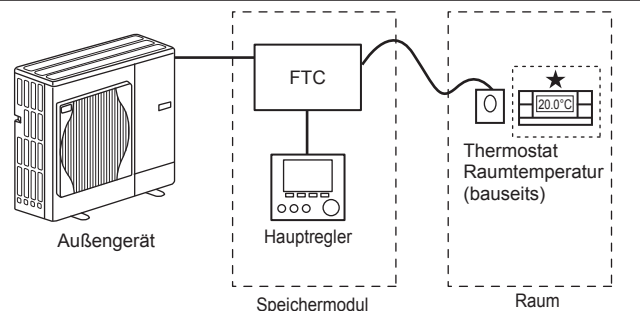 FTC
20.0°C
Thermostat
Raumtemperatur
(bauseits)
Außengerät
Hauptregler
Speichermodul
Raum